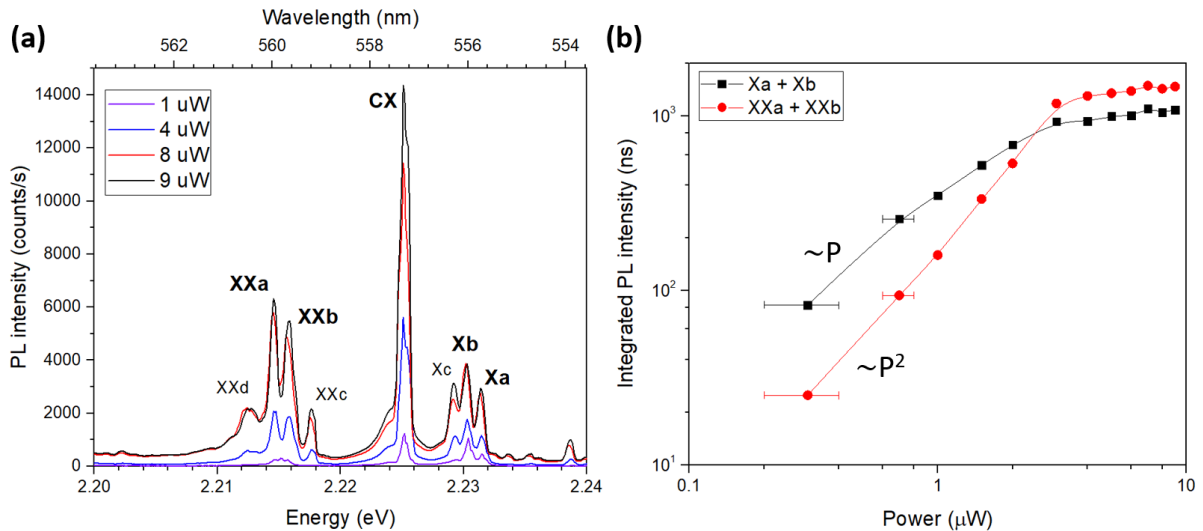 (a)
Wavelength (nm)
562 560 558 556 554
PL intensity (counts/s)
14000
12000
10000
8000
6000
4000
2000
0
1 uW
4 uW
8 uW
9 uW
CX
XXa
XXb
XXd
XXc
Xb
Xc
Xa
2.20 2.21 2.22 2.23 2.24
Energy (eV)
(b)
Integrated PL intensity (ns)
10³
10²
10¹
Xa + Xb
XXa + XXb
~P
~P²
0.1 1 10
Power (μW)